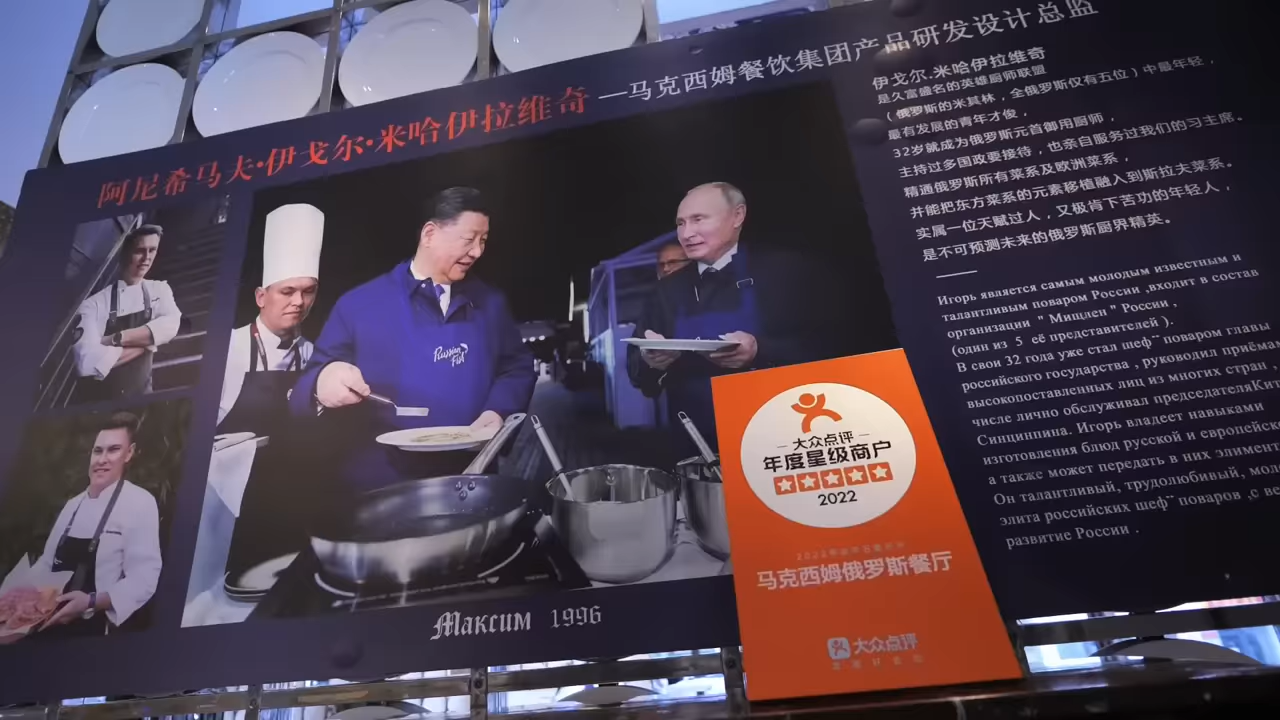 阿尼希马夫·伊戈尔·米哈伊拉维奇 —马克西姆餐饮集团产品研发设计总监
伊戈尔.米哈伊拉维奇
是久富盛名的英雄厨师联盟
（俄罗斯的米其林，全俄罗斯仅有五位）中最年轻，
最有发展的青年才俊，
32岁就成为俄罗斯元首御用厨师，
主持过多国政要接待，也亲自服务过我们的习主席。
精通俄罗斯所有菜系及欧洲菜系，
并能把东方菜系的元素移植融入到斯拉夫菜系。
实属一位天赋过人，又极肯下苦功的年轻人，
是不可预测未来的俄罗斯厨界精英。
Игорь является самым молодым известным и
талантливым поваром России ,входит в состав
организации " Мищлен " России ,
(один из 5 её представителей ).
В свои 32 года уже стал шеф¨ поваром главы
российского государства , руководил приёмам
высокопоставленных лиц из многих стран ,
числе лично обслуживал председателяКит
Синцинпина. Игорь владеет навыками
изготовления блюд русской и европейско
а также может передать в них элимент
Он талантливый, трудолюбивый, мол
элита российских шеф¨ поваров ,с во
развитие России .
Russian Fish
Максим 1996
大众点评
年度星级商户
2022
马克西姆俄罗斯餐厅
大众点评